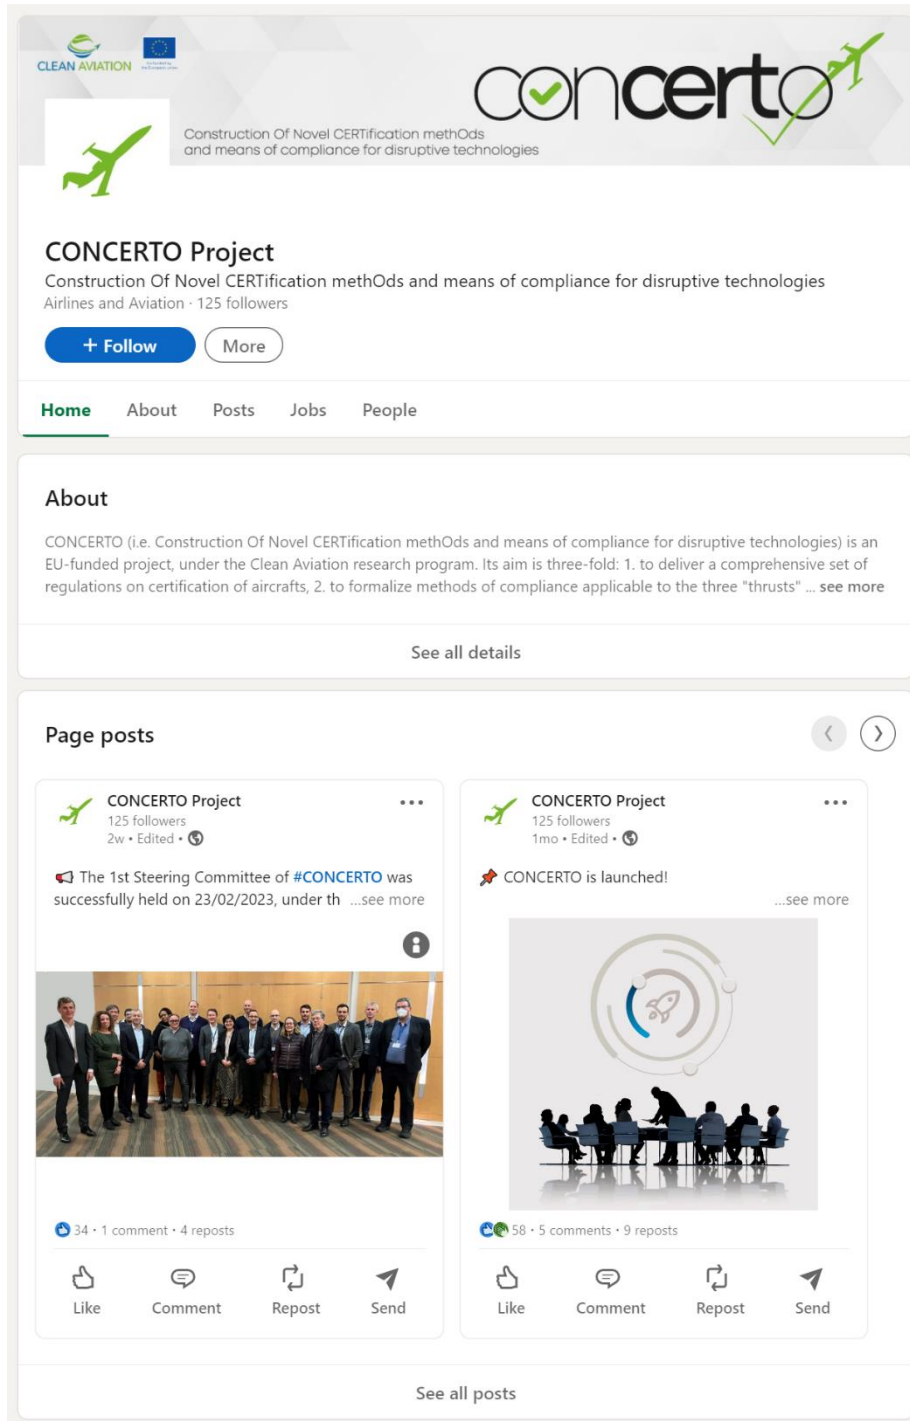 CLEAN AVIATION
concerto
Construction Of Novel CERTification methOds
and means of compliance for disruptive technologies
CONCERTO Project
Construction Of Novel CERTification methOds and means of compliance for disruptive technologies
Airlines and Aviation · 125 followers
+ Follow
More
Home
About
Posts
Jobs
People
About
CONCERTO (i.e. Construction Of Novel CERTification methOds and means of compliance for disruptive technologies) is an
EU-funded project, under the Clean Aviation research program. Its aim is three-fold: 1. to deliver a comprehensive set of
regulations on certification of aircrafts, 2. to formalize methods of compliance applicable to the three "thrusts" ... see more
See all details
Page posts
CONCERTO Project
125 followers
2w • Edited •
The 1st Steering Committee of #CONCERTO was
successfully held on 23/02/2023, under th ...see more
34 · 1 comment · 4 reposts
Like Comment Repost Send
CONCERTO Project
125 followers
1mo • Edited •
CONCERTO is launched!
...see more
58 · 5 comments · 9 reposts
Like Comment Repost Send
See all posts